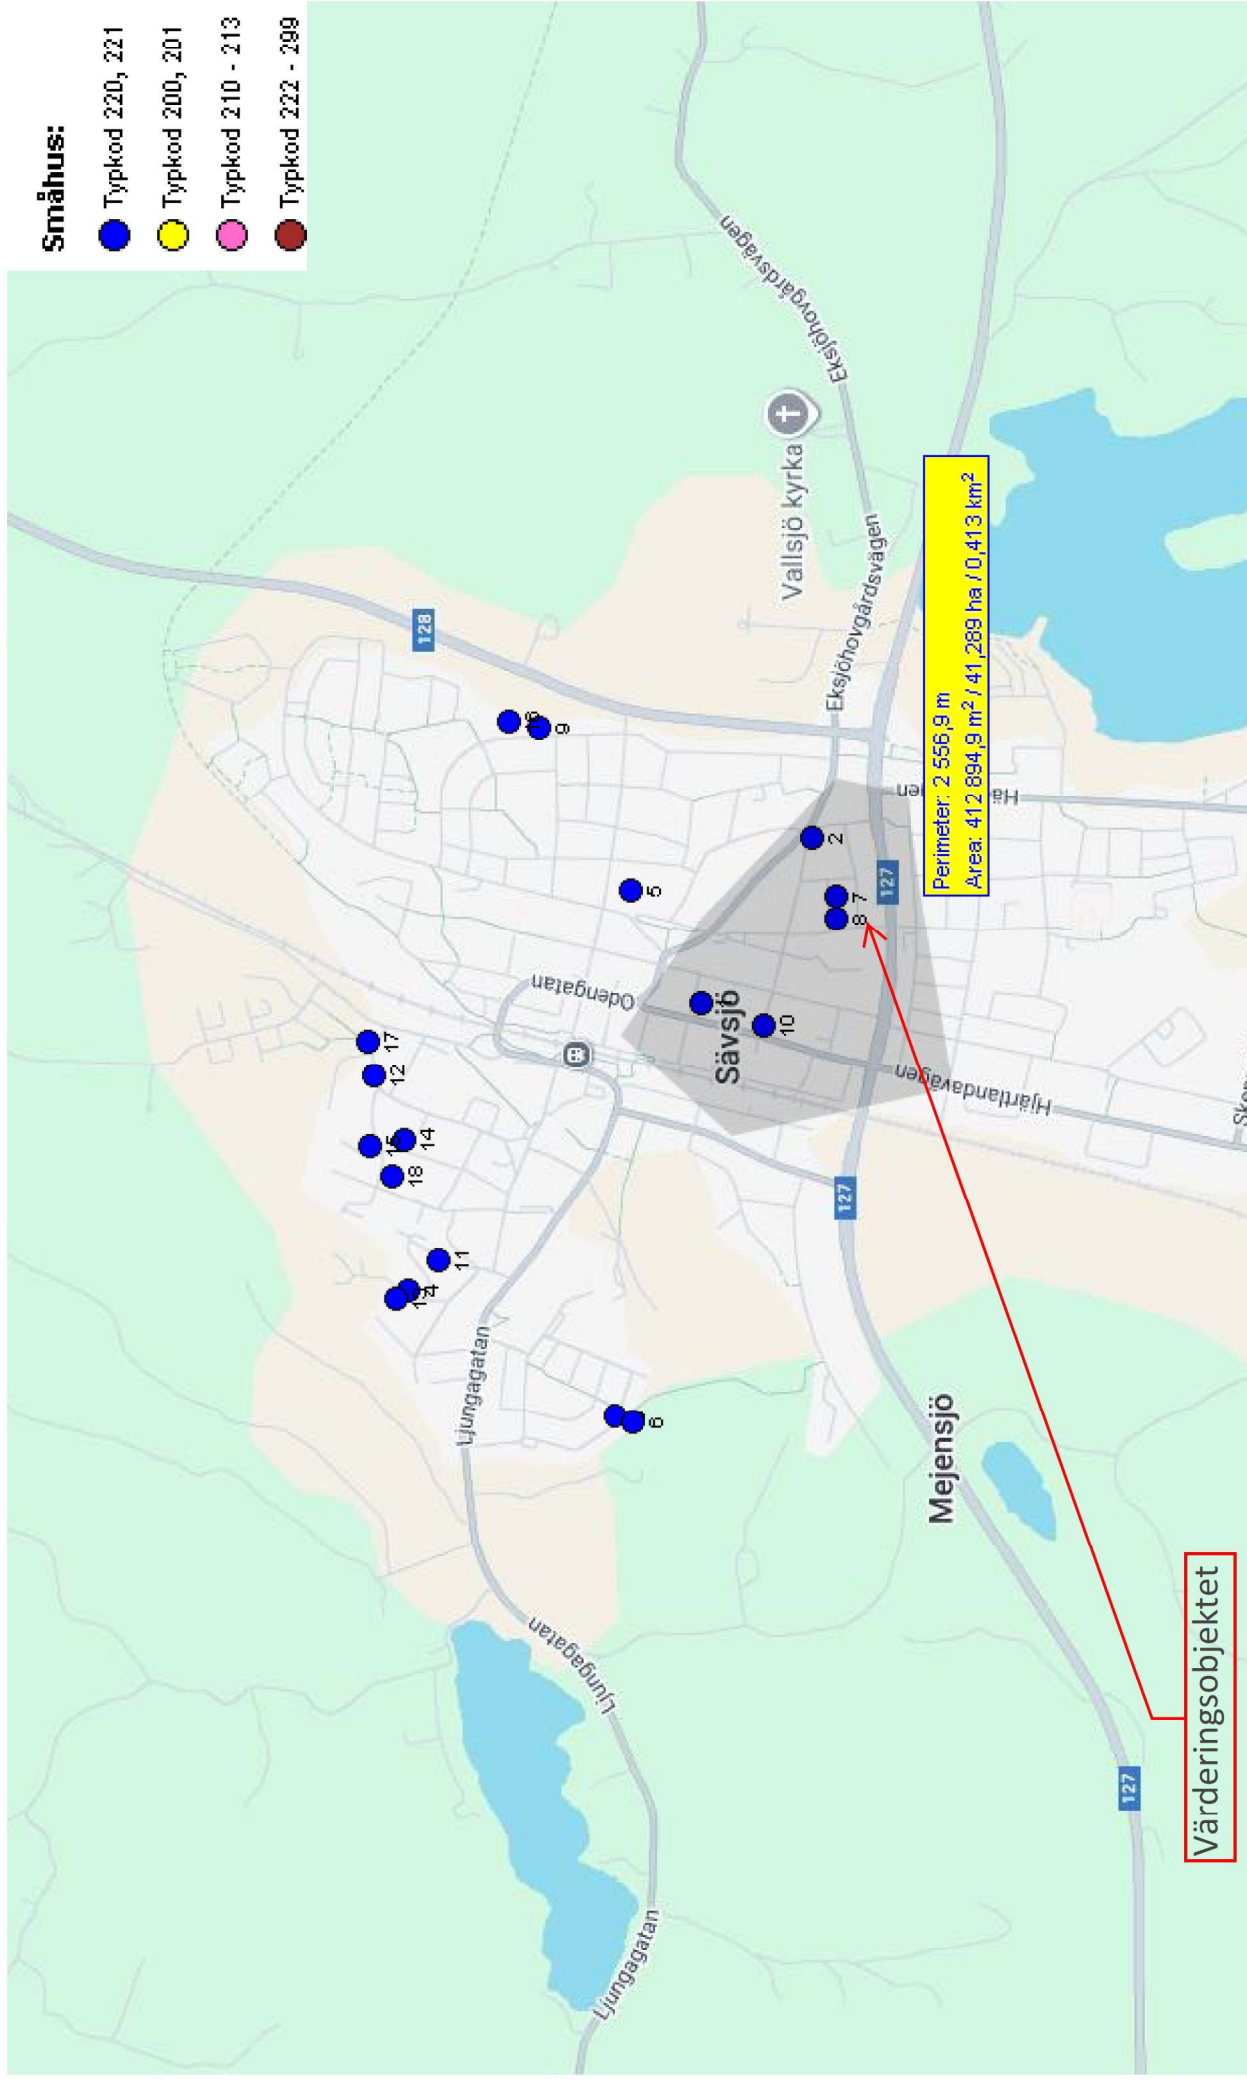 Småhus:
Typkod 220, 221
Typkod 200, 201
Typkod 210 - 213
Typkod 222 - 299
128
Eksjöhovgårdsvägen
Vallsjö kyrka
Eksjöhovgårdsvägen
16
9
5
2
7
8
127
Perimeter: 2 556,9 m
Area: 412 894,9 m² / 41,289 ha / 0,413 km²
Odengatan
Sävsjö
10
Hjärtlandavägen
17
12
15
14
18
11
4
6
127
Ljungagatan
Mejensjö
Ljungagatan
Ljungagatan
127
Värderingsobjektet